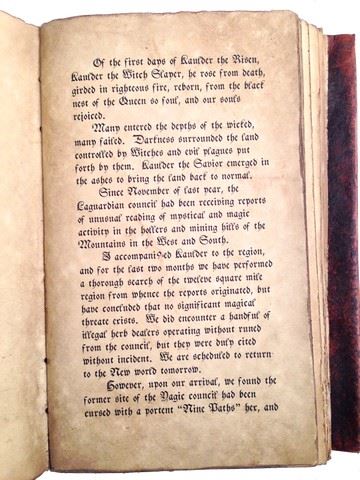 Of the first days of Kaulder the Risen,
Kaulder the Witch Slayer, he rose from death,
girded in righteous fire, reborn, from the black
nest of the Queen so foul, and our souls
rejoiced.
Many entered the depths of the wicked,
many failed. Darkness surrounded the land
controlled by Witches and evil plagues put
forth by them. Kaulder the Savior emerged in
the ashes to bring the land back to normal.
Since November of last year, the
Laguardian council had been receiving reports
of unusual reading of mystical and magic
activity in the hollers and mining hills of the
Mountains in the West and South.
I accompanied Kaulder to the region,
and for the last two months we have performed
a thorough search of the twelve square mile
region from whence the reports originated, but
have concluded that no significant magical
threate exists. We did encounter a handful of
illegal herb dealers operating without runed
from the council, but they were duly cited
without incident. We are scheduled to return
to the New world tomorrow.
However, upon our arrival, we found the
former site of the Magic council had been
cursed with a portent "Nine Paths" her, and